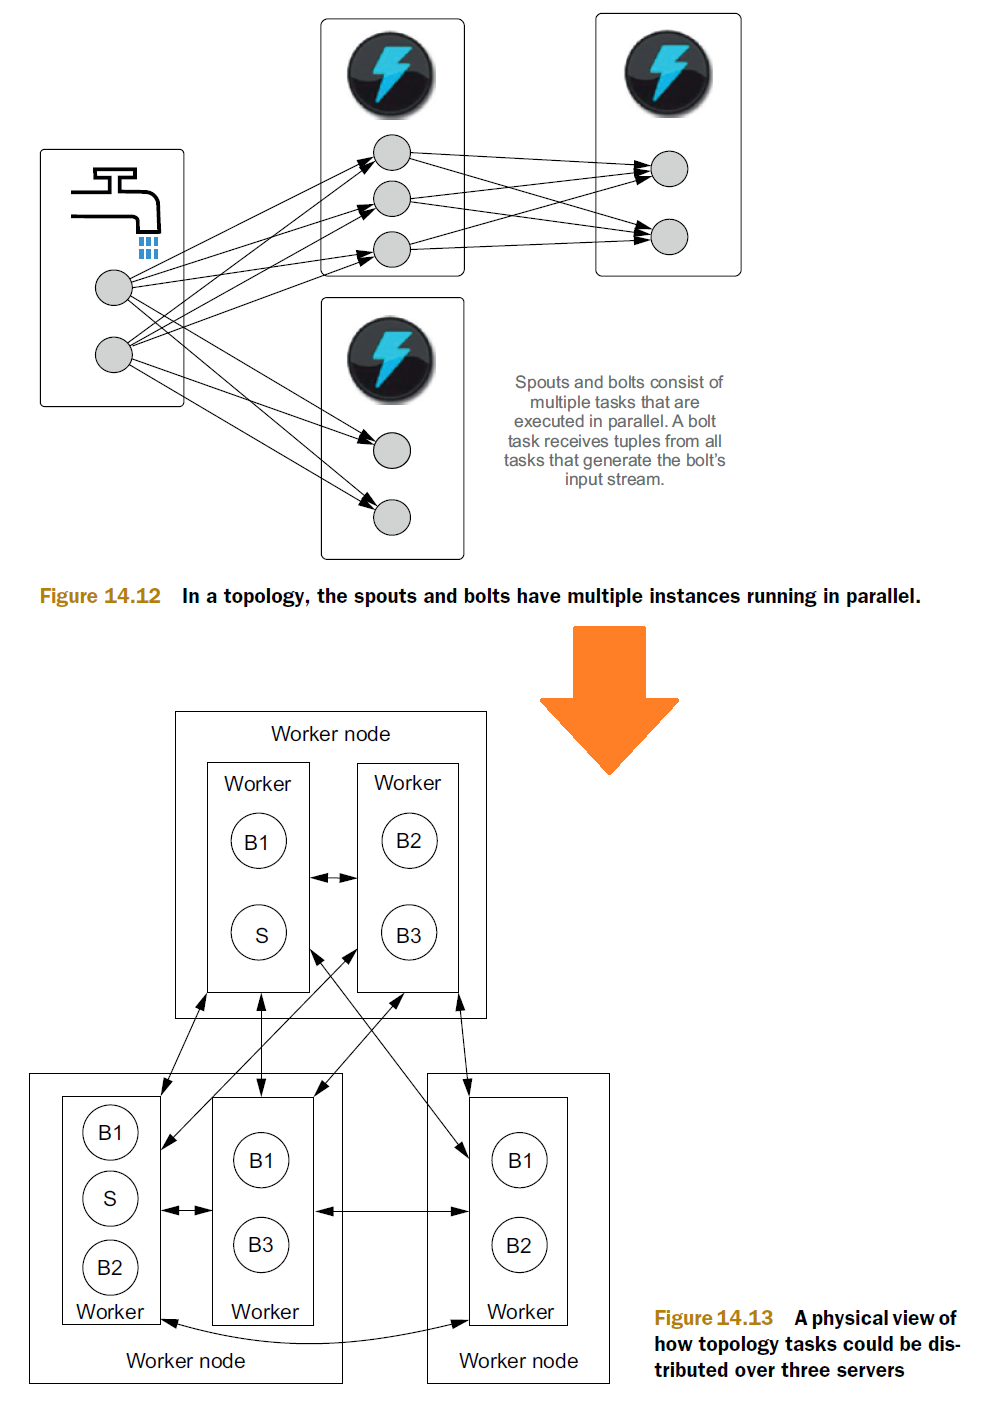 Spouts and bolts consist of
multiple tasks that are
executed in parallel. A bolt
task receives tuples from all
tasks that generate the bolt's
input stream.
Figure 14.12 In a topology, the spouts and bolts have multiple instances running in parallel.
Worker node
Worker
B1
S
Worker
B2
B3
B1
S
B2
Worker
B1
B3
Worker
Worker node
B1
B2
Worker
Worker node
Figure 14.13 A physical view of
how topology tasks could be dis-
tributed over three servers